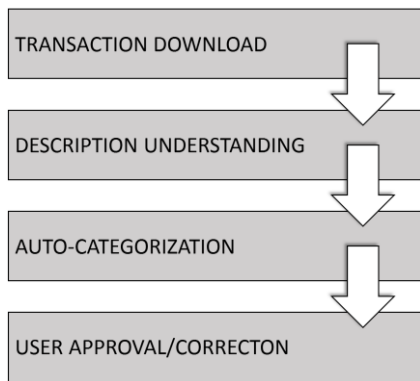 TRANSACTION DOWNLOAD
DESCRIPTION UNDERSTANDING
AUTO-CATEGORIZATION
USER APPROVAL/CORRECTON